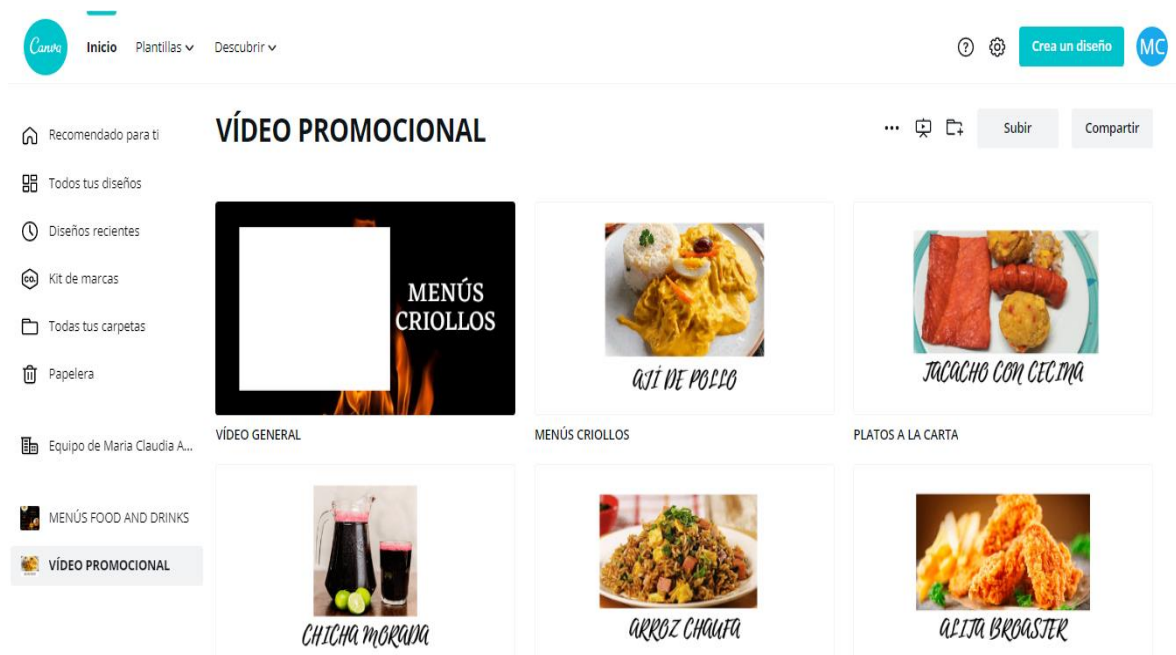 Canva
Inicio
Plantillas
Descubrir
Crea un diseño
MC
Recomendado para ti
Todos tus diseños
Diseños recientes
co.
Kit de marcas
Todas tus carpetas
Papelera
Equipo de Maria Claudia A...
MENÚS FOOD AND DRINKS
VÍDEO PROMOCIONAL
VÍDEO PROMOCIONAL
Subir
Compartir
MENÚS
CRIOLLOS
VÍDEO GENERAL
AJÍ DE POLLO
MENÚS CRIOLLOS
TACACHO CON CECINA
PLATOS A LA CARTA
CHICHA MORADA
ARROZ CHAUFA
ALITA BROASTER